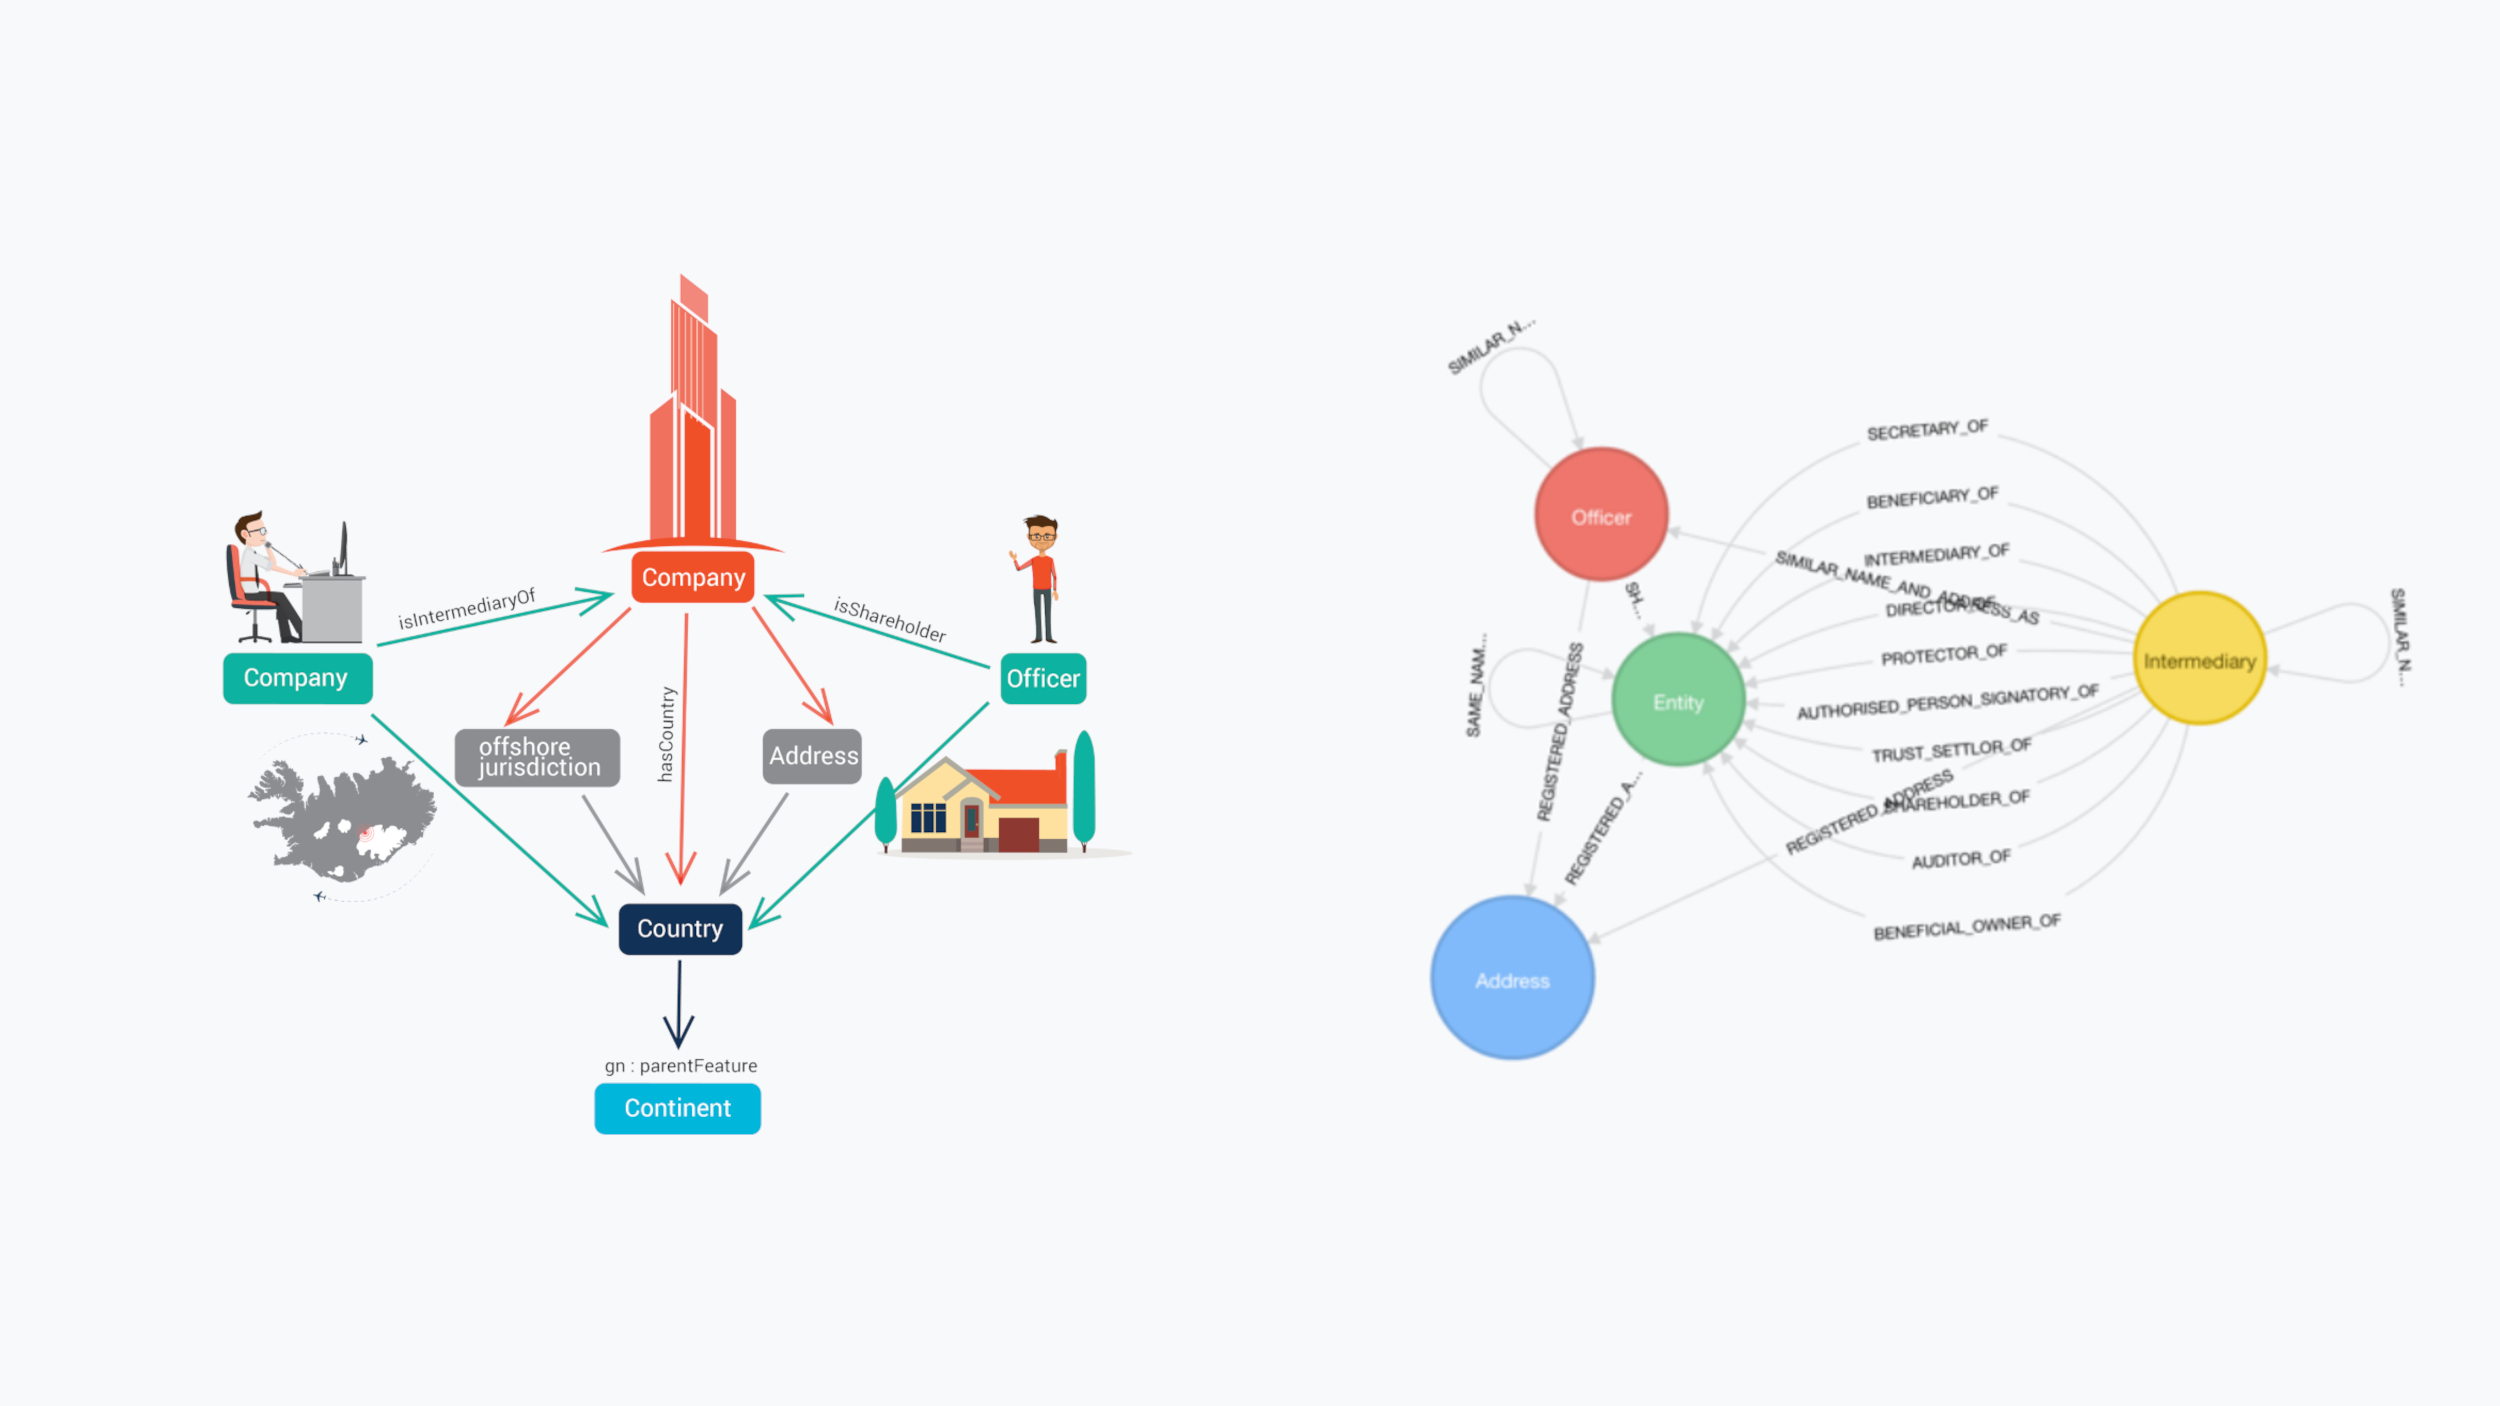 Company
isIntermediaryOf
isShareholder
Company
Officer
hasCountry
offshore
jurisdiction
Address
Country
gn : parentFeature
Continent
SIMILAR_N...
Officer
SECRETARY_OF
BENEFICIARY_OF
INTERMEDIARY_OF
SIMILAR_NAME_AND_ADDRESS_AS
DIRECTOR_OF
SH...
PROTECTOR_OF
Intermediary
SIMILAR_N...
SAME_NAM...
Entity
REGISTERED_ADDRESS
AUTHORISED_PERSON_SIGNATORY_OF
TRUST_SETTLOR_OF
REGISTERED_ADDRESS
SHAREHOLDER_OF
REGISTERED_A...
AUDITOR_OF
BENEFICIAL_OWNER_OF
Address